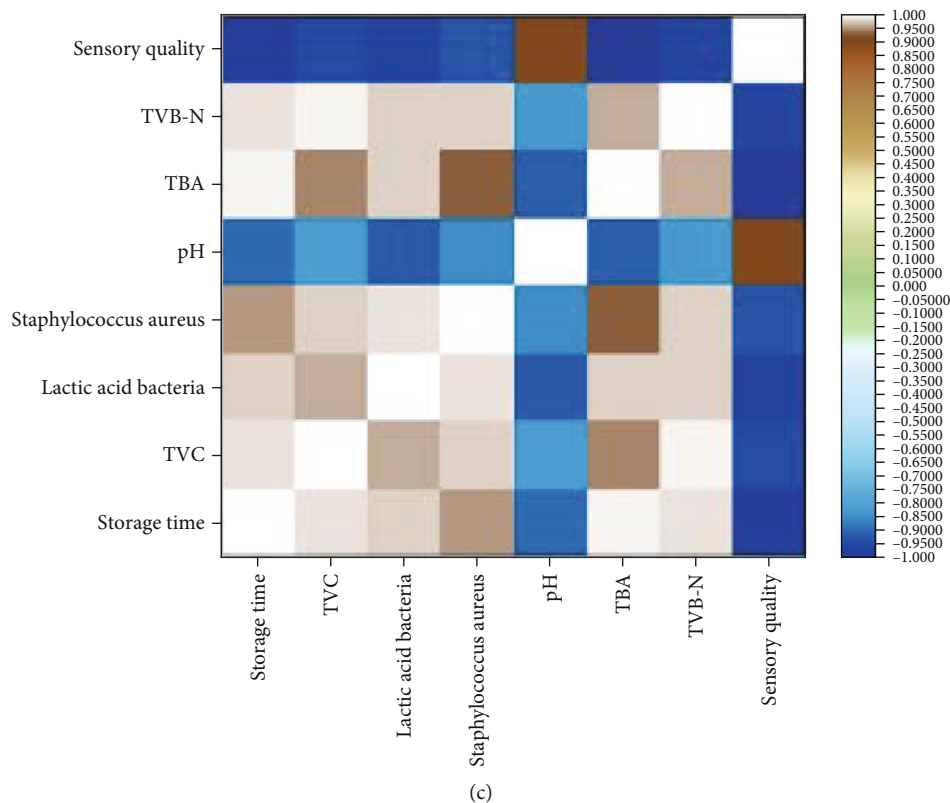 Sensory quality
TVB-N
TBA
pH
Staphylococcus aureus
Lactic acid bacteria
TVC
Storage time
Storage time
TVC
Lactic acid bacteria
Staphylococcus aureus
pH
TBA
TVB-N
Sensory quality
1.000
0.9500
0.9000
0.8500
0.8000
0.7500
0.7000
0.6500
0.6000
0.5500
0.5000
0.4500
0.4000
0.3500
0.3000
0.2500
0.2000
0.1500
0.1000
0.05000
0.000
–0.05000
–0.1000
–0.1500
–0.2000
–0.2500
–0.3000
–0.3500
–0.4000
–0.4500
–0.5000
–0.5500
–0.6000
–0.6500
–0.7000
–0.7500
–0.8000
–0.8500
–0.9000
–0.9500
–1.000
(c)